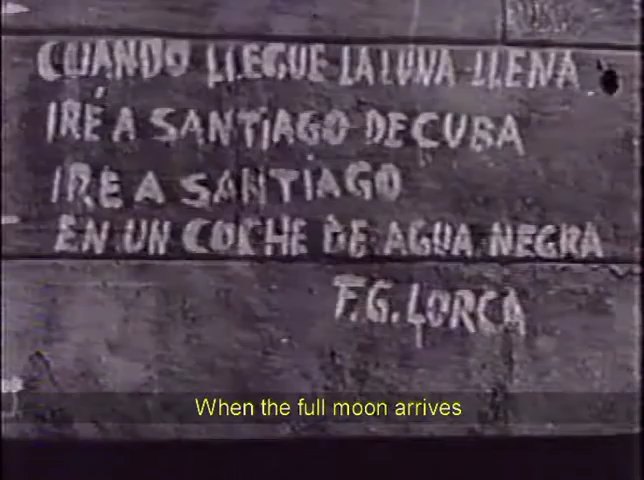 CUANDO LLEGUE LA LUNA LLENA
IRÉ A SANTIAGO DE CUBA
IRE A SANTIAGO
EN UN COCHE DE AGUA NEGRA
F.G. LORCA
When the full moon arrives